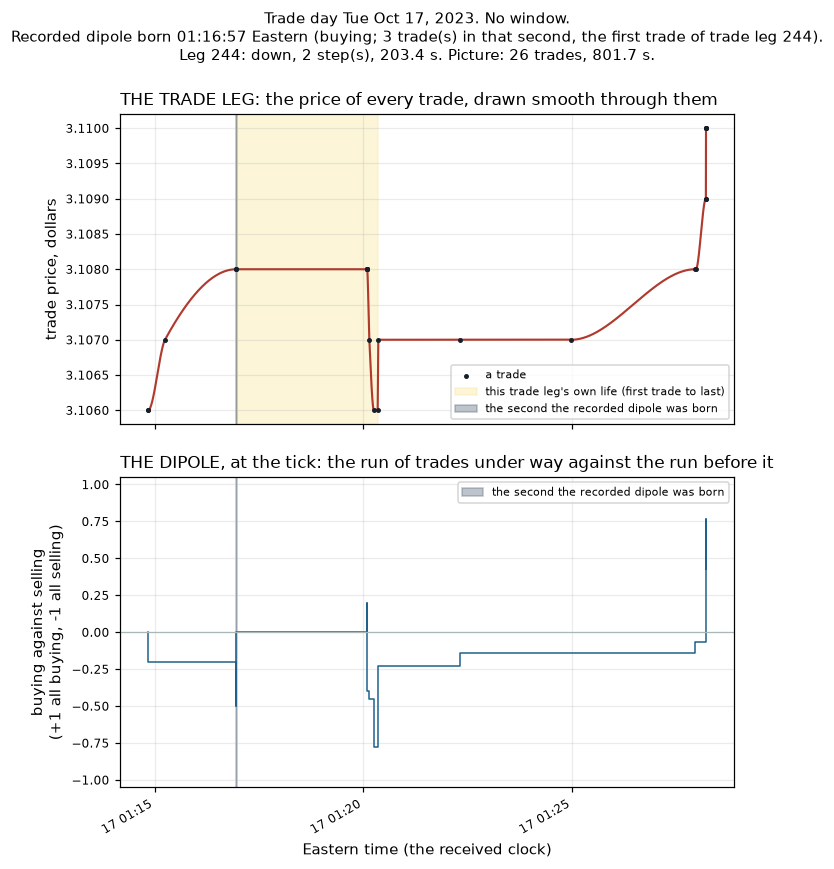 Trade day Tue Oct 17, 2023. No window.
Recorded dipole born 01:16:57 Eastern (buying; 3 trade(s) in that second, the first trade of trade leg 244).
Leg 244: down, 2 step(s), 203.4 s. Picture: 26 trades, 801.7 s.
THE TRADE LEG: the price of every trade, drawn smooth through them
trade price, dollars
3.1100
3.1095
3.1090
3.1085
3.1080
3.1075
3.1070
3.1065
3.1060
a trade
this trade leg's own life (first trade to last)
the second the recorded dipole was born
THE DIPOLE, at the tick: the run of trades under way against the run before it
buying against selling
(+1 all buying, -1 all selling)
1.00
0.75
0.50
0.25
0.00
−0.25
−0.50
−0.75
−1.00
the second the recorded dipole was born
17 01:15
17 01:20
17 01:25
Eastern time (the received clock)